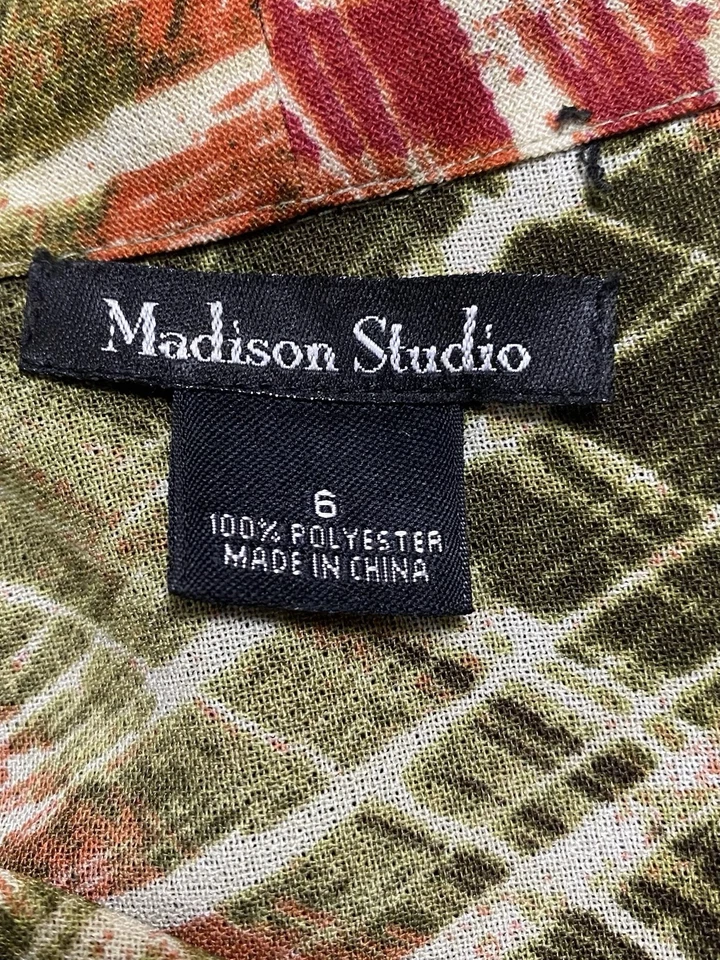 Madison Studio
6
100% POLYESTER
MADE IN CHINA